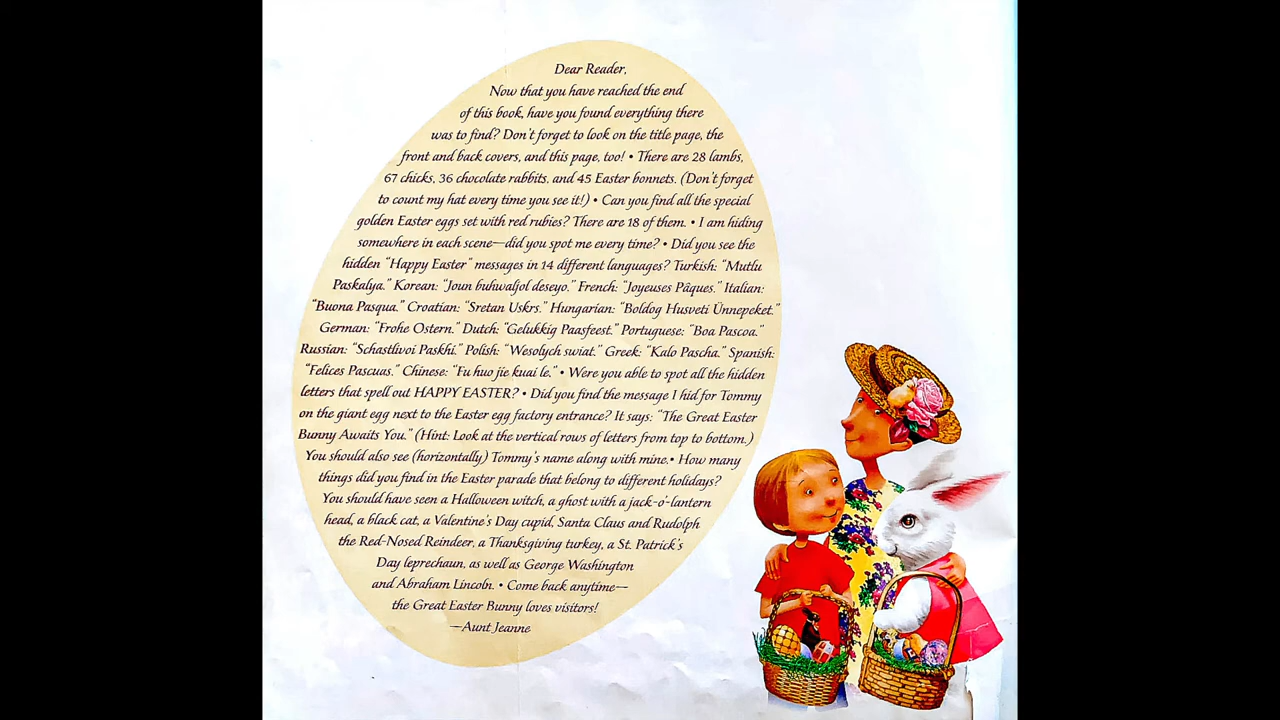 Dear Reader,
Now that you have reached the end
of this book, have you found everything there
was to find? Don't forget to look on the title page, the
front and back covers, and this page, too! • There are 28 lambs,
67 chicks, 36 chocolate rabbits, and 45 Easter bonnets. (Don't forget
to count my hat every time you see it!) • Can you find all the special
golden Easter eggs set with red rubies? There are 18 of them. • I am hiding
somewhere in each scene—did you spot me every time? • Did you see the
hidden "Happy Easter" messages in 14 different languages? Turkish: "Mutlu
Paskalya." Korean: "Joun buhwaljol deseyo." French: "Joyeuses Pâques." Italian:
"Buona Pasqua." Croatian: "Sretan Uskrs." Hungarian: "Boldog Husveti Ünnepeket."
German: "Frohe Ostern." Dutch: "Gelukkig Paasfeest." Portuguese: "Boa Pascoa."
Russian: "Schastlivoi Paskhi." Polish: "Wesolych swiat." Greek: "Kalo Pascha." Spanish:
"Felices Pascuas." Chinese: "Fu huo jie kuai le." • Were you able to spot all the hidden
letters that spell out HAPPY EASTER? • Did you find the message I hid for Tommy
on the giant egg next to the Easter egg factory entrance? It says: "The Great Easter
Bunny Awaits You." (Hint: Look at the vertical rows of letters from top to bottom.)
You should also see (horizontally) Tommy's name along with mine.• How many
things did you find in the Easter parade that belong to different holidays?
You should have seen a Halloween witch, a ghost with a jack-o'-lantern
head, a black cat, a Valentine's Day cupid, Santa Claus and Rudolph
the Red-Nosed Reindeer, a Thanksgiving turkey, a St. Patrick's
Day leprechaun, as well as George Washington
and Abraham Lincoln. • Come back anytime—
the Great Easter Bunny loves visitors!
—Aunt Jeanne